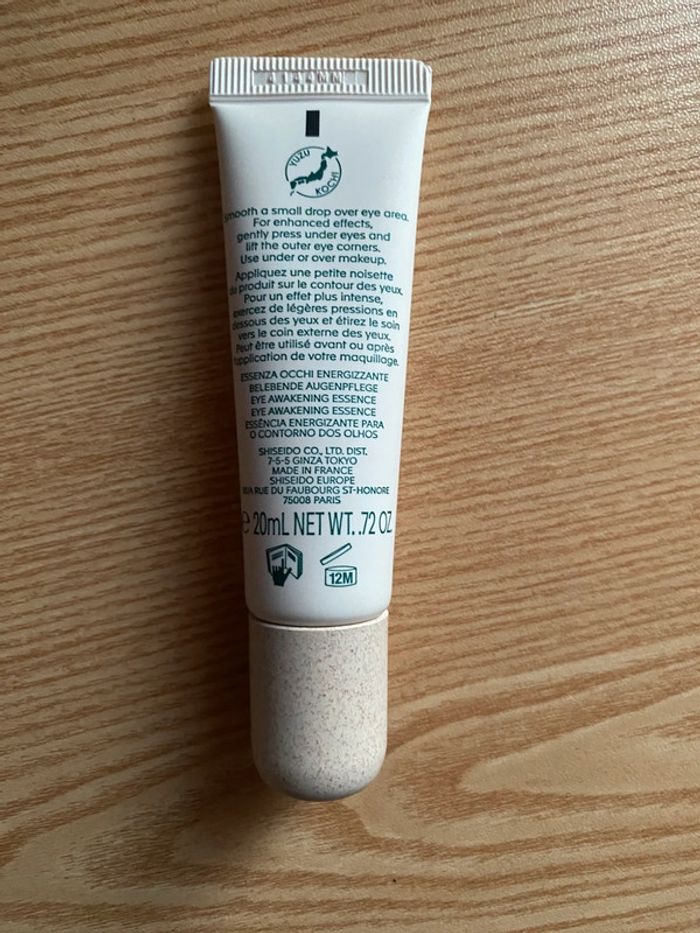 YUZU
KOCHI
smooth a small drop over eye area.
For enhanced effects,
gently press under eyes and
lift the outer eye corners.
Use under or over makeup.
Appliquez une petite noisette
du produit sur le contour des yeux.
Pour un effet plus intense,
exercez de légères pressions en
dessous des yeux et étirez le soin
vers le coin externe des yeux.
Peut être utilisé avant ou après
application de votre maquillage.
ESSENZA OCCHI ENERGIZZANTE
BELEBENDE AUGENPFLEGE
EYE AWAKENING ESSENCE
EYE AWAKENING ESSENCE
ESSÊNCIA ENERGIZANTE PARA
O CONTORNO DOS OLHOS
SHISEIDO CO., LTD. DIST.
7-5-5 GINZA TOKYO
MADE IN FRANCE
SHISEIDO EUROPE
RUE DU FAUBOURG ST-HONORE
75008 PARIS
e 20mL NET WT. .72 OZ
12M